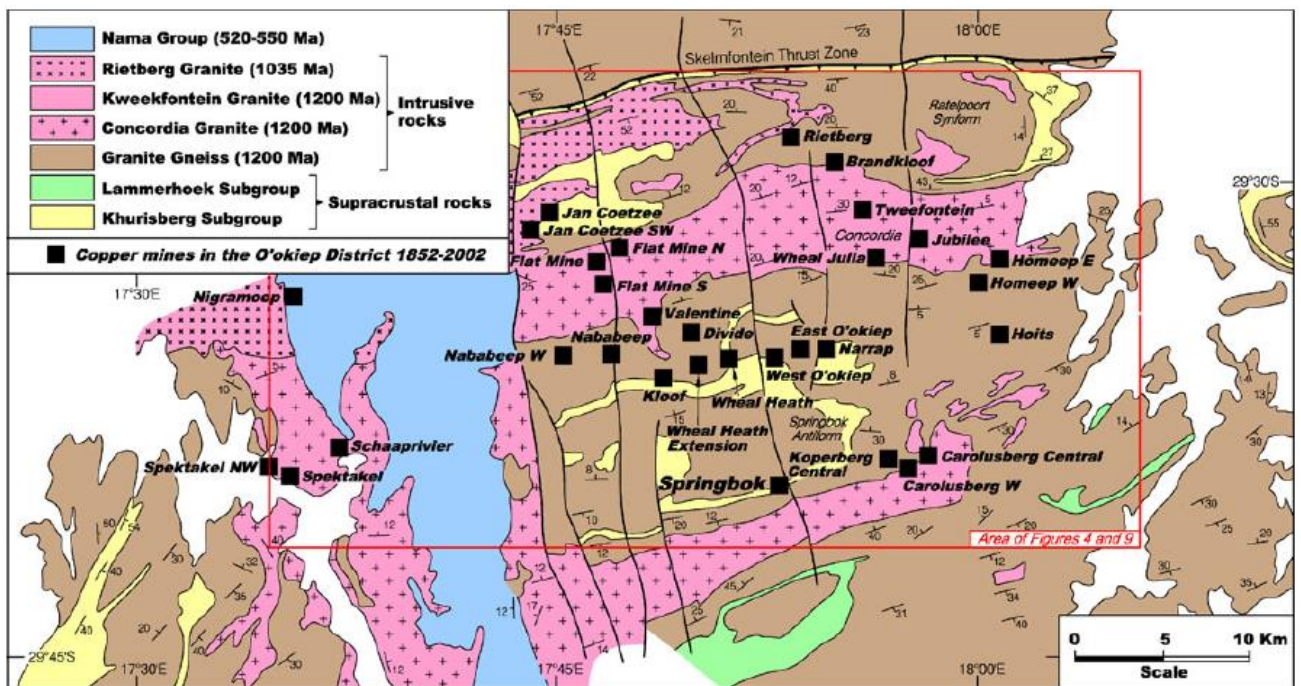 Nama Group (520-550 Ma)
Rietberg Granite (1035 Ma)
Kweekfontein Granite (1200 Ma)
Concordia Granite (1200 Ma)
Granite Gneiss (1200 Ma)
Intrusive
rocks
Lammerhoek Subgroup
Khurisberg Subgroup
Supracrustal rocks
Copper mines in the O'okiep District 1852-2002
17°45'E
18°00'E
Skelmfontein Thrust Zone
Ratelpoort
Synform
Rietberg
Brandkloof
29°30'S
Jan Coetzee
Jan Coetzee SW
Tweefontein
Flat Mine N
Concordia
Jubilee
Flat Mine
Wheal Julia
Homeep E
Flat Mine S
Homeep W
17°30'E
Nigramoep
Valentine
Nababeep
Divide
East O'okiep
Hoits
Nababeep W
Narrap
West O'okiep
Kloof
Wheal Heath
Wheal Heath
Extension
Springbok
Antiform
Schaaprivier
Koperberg
Central
Carolusberg Central
Spektakel NW
Spektakel
Springbok
Carolusberg W
Area of Figures 4 and 9
29°45'S
17°30'E
17°45'E
18°00'E
0 5 10 Km
Scale